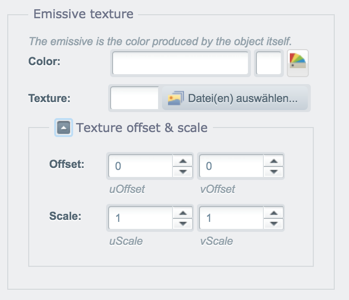 Emissive texture
The emissive is the color produced by the object itself.
Color:
Texture: Datei(en) auswählen...
Texture offset & scale
Offset: 0 0
uOffset vOffset
Scale: 1 1
uScale vScale